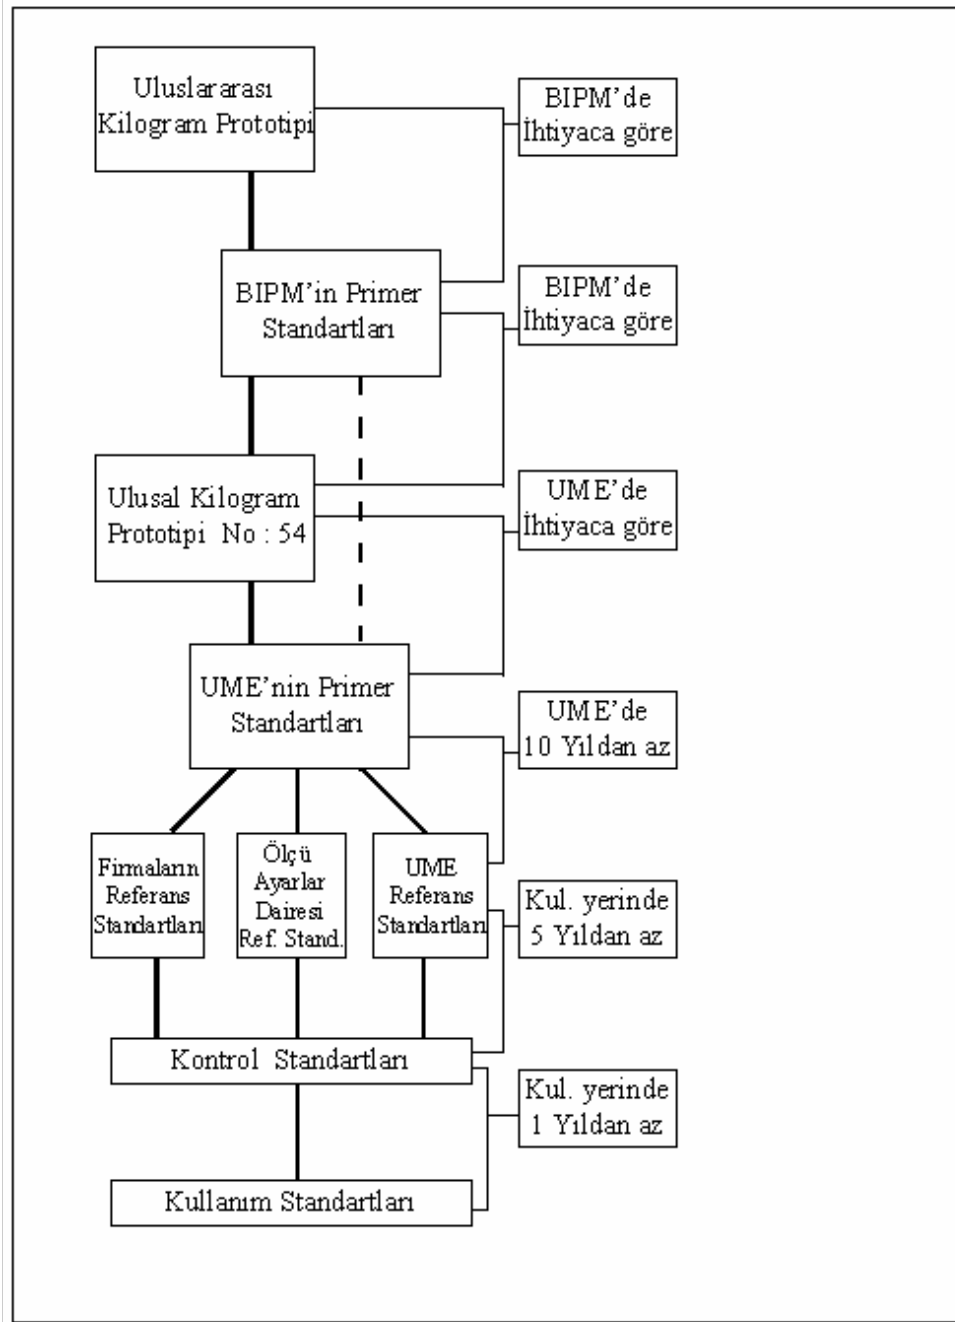 Uluslararası
Kilogram Prototipi
BIPM'de
İhtiyaca göre
BIPM'in Primer
Standartları
BIPM'de
İhtiyaca göre
Ulusal Kilogram
Prototipi No : 54
UME'de
İhtiyaca göre
UME'nin Primer
Standartları
UME'de
10 Yıldan az
Firmaların
Referans
Standartları
Ölçü
Ayarlar
Dairesi
Ref. Stand.
UME
Referans
Standartları
Kul. yerinde
5 Yıldan az
Kontrol Standartları
Kul. yerinde
1 Yıldan az
Kullanım Standartları